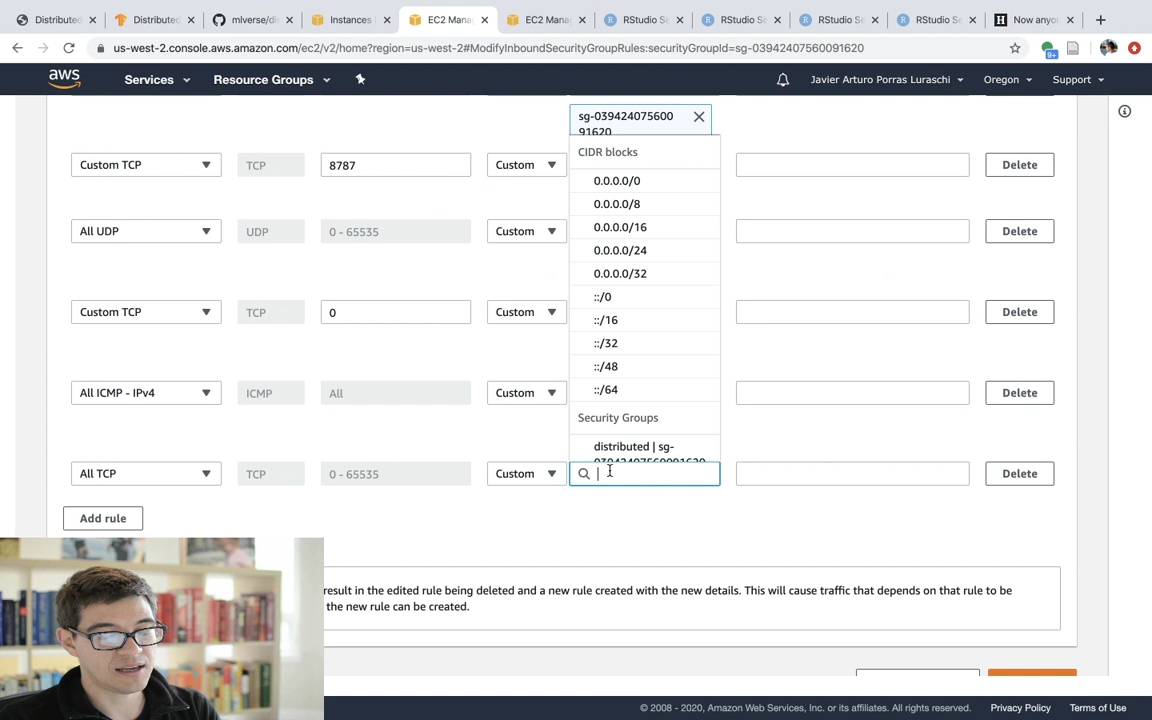 Distributed
Distributed
mlverse/di
Instances |
EC2 Mana
EC2 Mana
RStudio Se
RStudio Se
RStudio Se
RStudio Se
Now anyo
us-west-2.console.aws.amazon.com/ec2/v2/home?region=us-west-2#ModifyInboundSecurityGroupRules:securityGroupId=sg-03942407560091620
9+
aws
Services
Resource Groups
Javier Arturo Porras Luraschi
Oregon
Support
sg-039424075600
91620
CIDR blocks
Custom TCP
TCP
8787
Custom
Delete
0.0.0.0/0
0.0.0.0/8
All UDP
UDP
0 - 65535
Custom
0.0.0.0/16
Delete
0.0.0.0/24
0.0.0.0/32
::/0
Custom TCP
TCP
0
Custom
::/16
Delete
::/32
::/48
All ICMP - IPv4
ICMP
All
Custom
::/64
Delete
Security Groups
distributed | sg-
03942407560091620
All TCP
TCP
0 - 65535
Custom
Delete
Add rule
result in the edited rule being deleted and a new rule created with the new details. This will cause traffic that depends on that rule to be
the new rule can be created.
© 2008 - 2020, Amazon Web Services, Inc. or its affiliates. All rights reserved.
Privacy Policy
Terms of Use